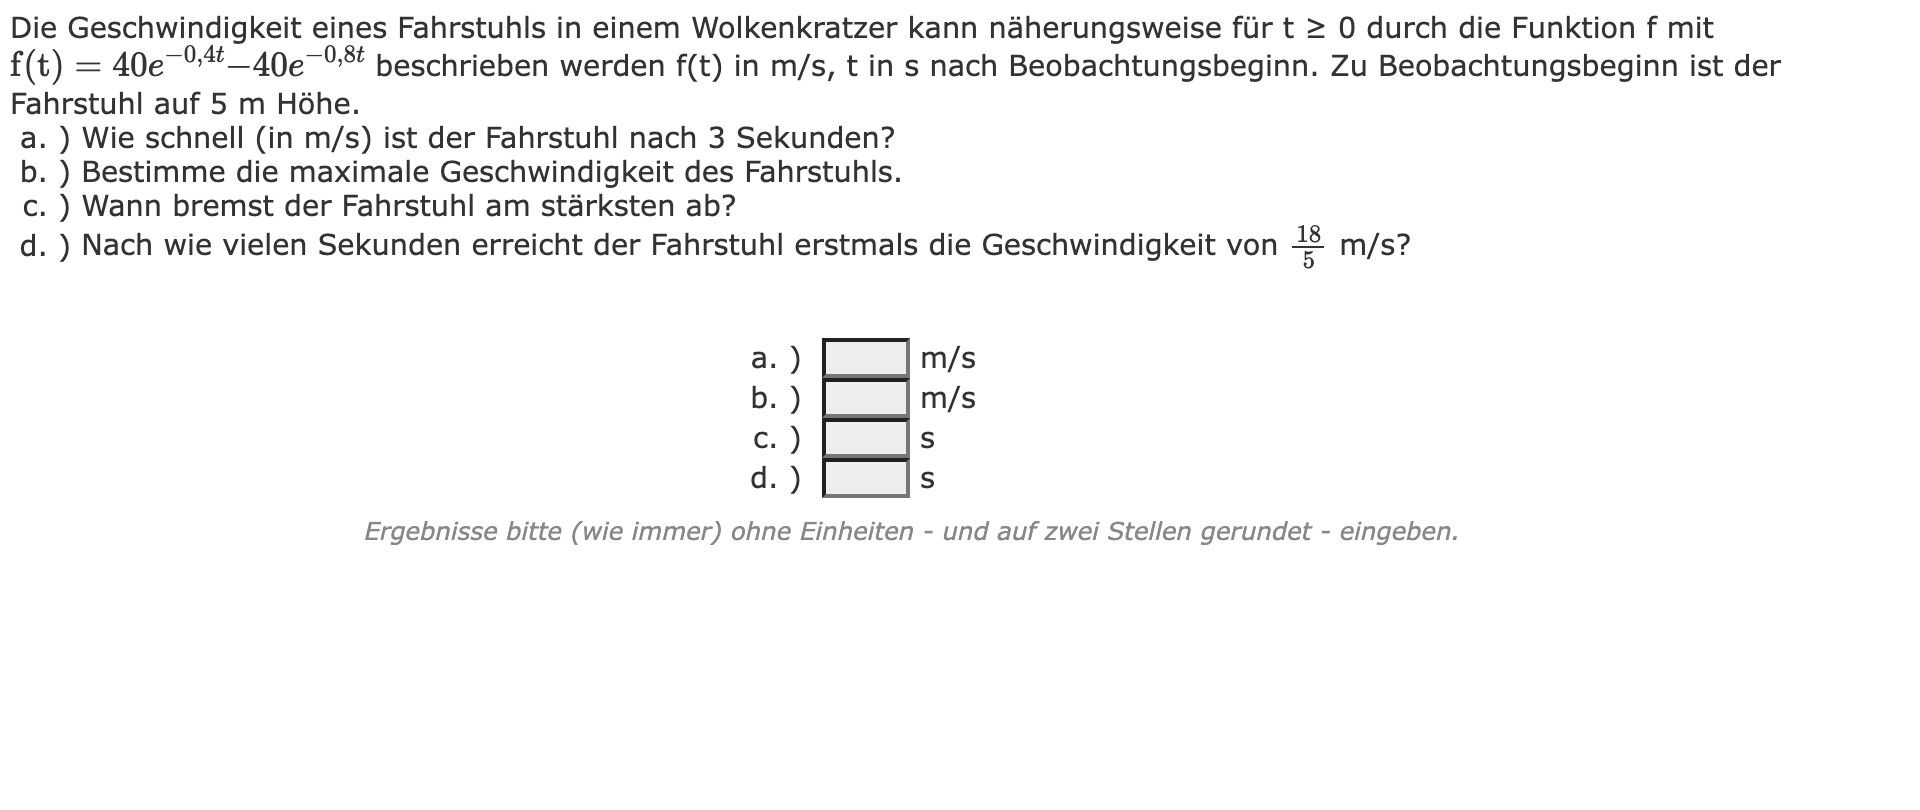 Die Geschwindigkeit eines Fahrstuhls in einem Wolkenkratzer kann näherungsweise für t ≥ 0 durch die Funktion f mit
f(t) = 40e^{−0,4t}−40e^{−0,8t} beschrieben werden f(t) in m/s, t in s nach Beobachtungsbeginn. Zu Beobachtungsbeginn ist der
Fahrstuhl auf 5 m Höhe.
a. ) Wie schnell (in m/s) ist der Fahrstuhl nach 3 Sekunden?
b. ) Bestimme die maximale Geschwindigkeit des Fahrstuhls.
c. ) Wann bremst der Fahrstuhl am stärksten ab?
d. ) Nach wie vielen Sekunden erreicht der Fahrstuhl erstmals die Geschwindigkeit von 18/5 m/s?
a. ) m/s
b. ) m/s
c. ) s
d. ) s
Ergebnisse bitte (wie immer) ohne Einheiten - und auf zwei Stellen gerundet - eingeben.